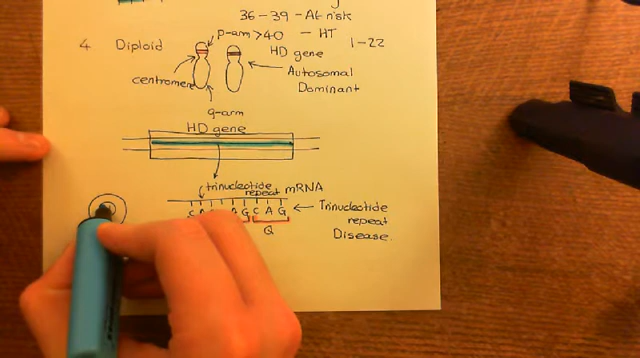 36-39 - At risk
>40 - HT
4 Diploid
p-arm
HD gene
1-22
centromere
Autosomal
Dominant
q-arm
HD gene
trinucleotide
repeat mRNA
C A A G C A G
Trinucleotide
repeat
Disease.
Q